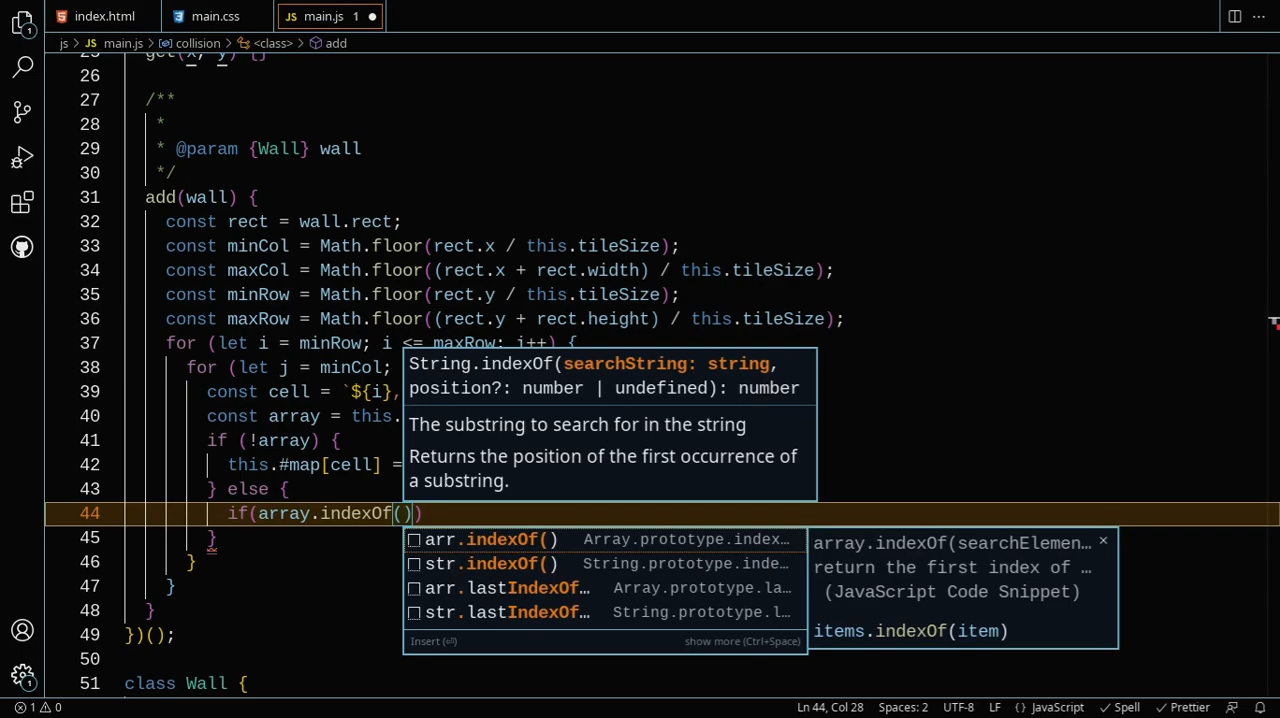 index.html
main.css
JS main.js 1
js > JS main.js > collision > <class> > add
25 get(x, y) {}
26
27 /**
28 *
29 * @param {Wall} wall
30 */
31 add(wall) {
32 const rect = wall.rect;
33 const minCol = Math.floor(rect.x / this.tileSize);
34 const maxCol = Math.floor((rect.x + rect.width) / this.tileSize);
35 const minRow = Math.floor(rect.y / this.tileSize);
36 const maxRow = Math.floor((rect.y + rect.height) / this.tileSize);
37 for (let i = minRow; i <= maxRow; i++) {
38 for (let j = minCol;
39 const cell = `${i},
40 const array = this.
41 if (!array) {
42 this.#map[cell] =
43 } else {
44 if(array.indexOf())
45 }
46 }
47 }
48 }
49 })();
50
51 class Wall {
String.indexOf(searchString: string,
position?: number | undefined): number
The substring to search for in the string
Returns the position of the first occurrence of
a substring.
arr.indexOf() Array.prototype.index…
str.indexOf() String.prototype.inde…
arr.lastIndexOf… Array.prototype.la…
str.lastIndexOf… String.prototype.l…
Insert (⏎) show more (Ctrl+Space)
array.indexOf(searchElemen… ×
return the first index of …
(JavaScript Code Snippet)
items.indexOf(item)
1 0 Ln 44, Col 28 Spaces: 2 UTF-8 LF {} JavaScript ✓ Spell ✓ Prettier